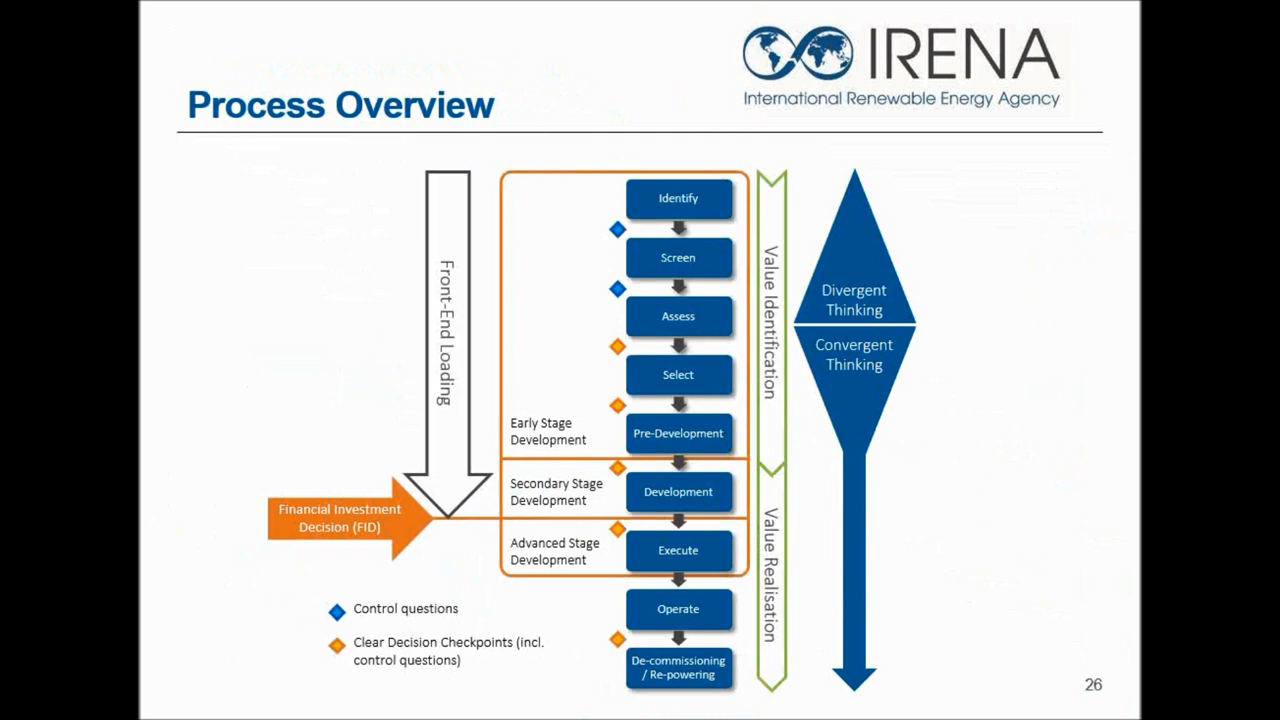 IRENA
International Renewable Energy Agency
Process Overview
Identify
Screen
Assess
Select
Pre-Development
Development
Execute
Operate
De-commissioning
/ Re-powering
Early Stage
Development
Secondary Stage
Development
Advanced Stage
Development
Front-End Loading
Financial Investment
Decision (FID)
Value Identification
Value Realisation
Divergent
Thinking
Convergent
Thinking
Control questions
Clear Decision Checkpoints (incl.
control questions)
26